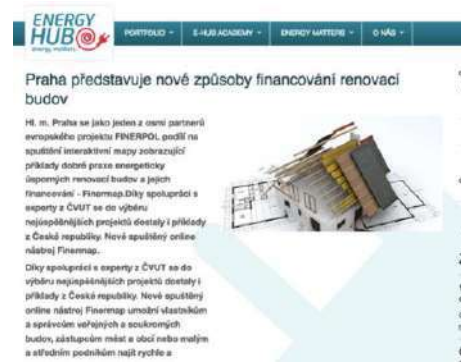 ENERGY
HUB
energy matters
PORTFOLIO
E-HUB ACADEMY
ENERGY MATTERS
O NÁS
Praha představuje nové způsoby financování renovací
budov
Hl. m. Praha se jako jeden z osmi partnerů
evropského projektu FINERPOL podílí na
spuštění interaktivní mapy zobrazující
příklady dobré praxe energeticky
úsporných renovací budov a jejich
financování - Finermap.Díky spolupráci s
experty z ČVUT se do výběru
nejúspěšnějších projektů dostaly i příklady
z České republiky. Nově spuštěný online
nástroj Finermap.
Díky spolupráci s experty z ČVUT se do
výběru nejúspěšnějších projektů dostaly i
příklady z České republiky. Nově spuštěný
online nástroj Finermap umožní vlastníkům
a správcům veřejných a soukromých
budov, zástupcům měst a obcí nebo malým
a středním podnikům najít rychle a